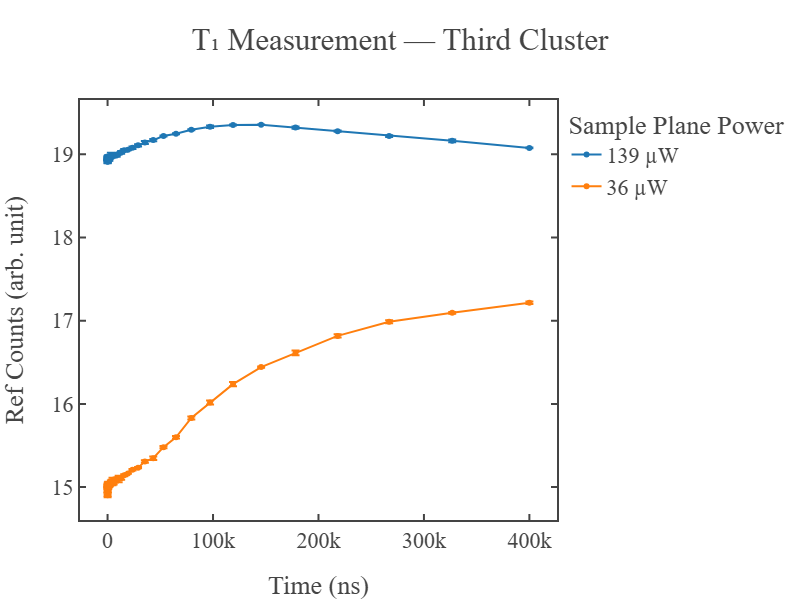 T₁ Measurement — Third Cluster
Sample Plane Power
139 µW
36 µW
Ref Counts (arb. unit)
19
18
17
16
15
0
100k
200k
300k
400k
Time (ns)